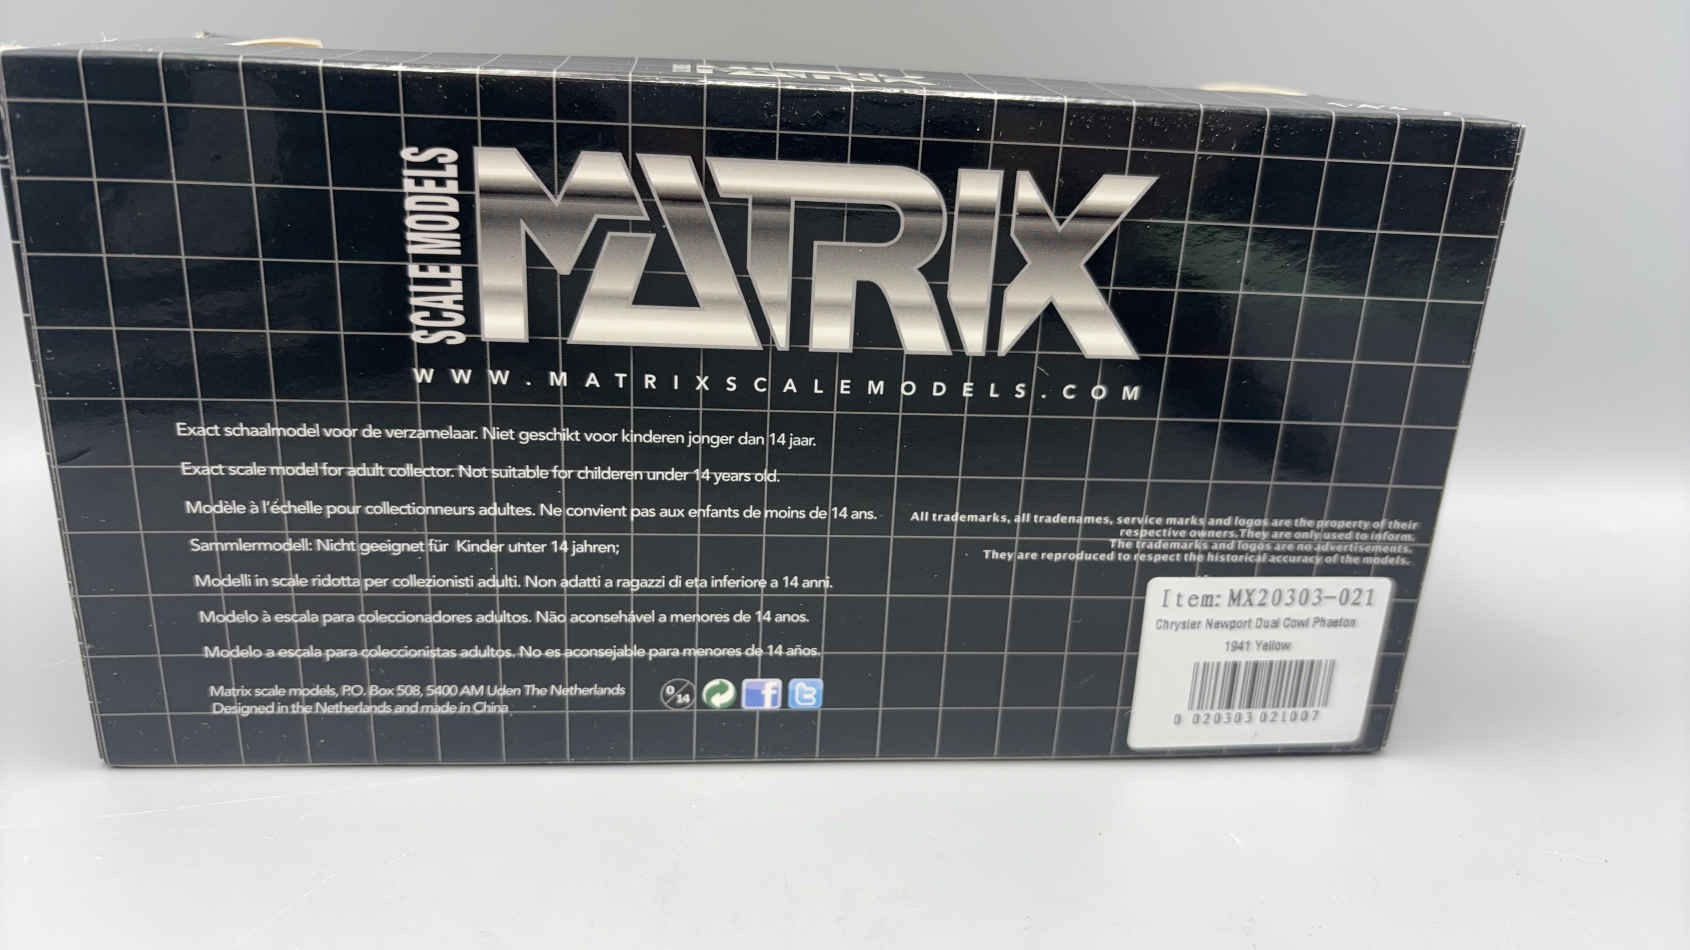 SCALE MODELS
MATRIX
WWW.MATRIXSCALEMODELS.COM
Exact schaalmodel voor de verzamelaar. Niet geschikt voor kinderen jonger dan 14 jaar.
Exact scale model for adult collector. Not suitable for childeren under 14 years old.
Modèle à l'échelle pour collectionneurs adultes. Ne convient pas aux enfants de moins de 14 ans.
Sammlermodell: Nicht geeignet für Kinder unter 14 jahren;
Modelli in scale ridotta per collezionisti adulti. Non adatti a ragazzi di eta inferiore a 14 anni.
Modelo à escala para coleccionadores adultos. Não aconsehável a menores de 14 anos.
Modelo a escala para coleccionistas adultos. No es aconsejable para menores de 14 años.
Matrix scale models, P.O. Box 508, 5400 AM Uden The Netherlands
Designed in the Netherlands and made in China
0/14
All trademarks, all tradenames, service marks and logos are the property of their
respective owners. They are only used to inform.
The trademarks and logos are no advertisements.
They are reproduced to respect the historical accuracy of the models.
Item: MX20303-021
Chrysler Newport Dual Cowl Phaeton
1941 Yellow
0 020303 021007